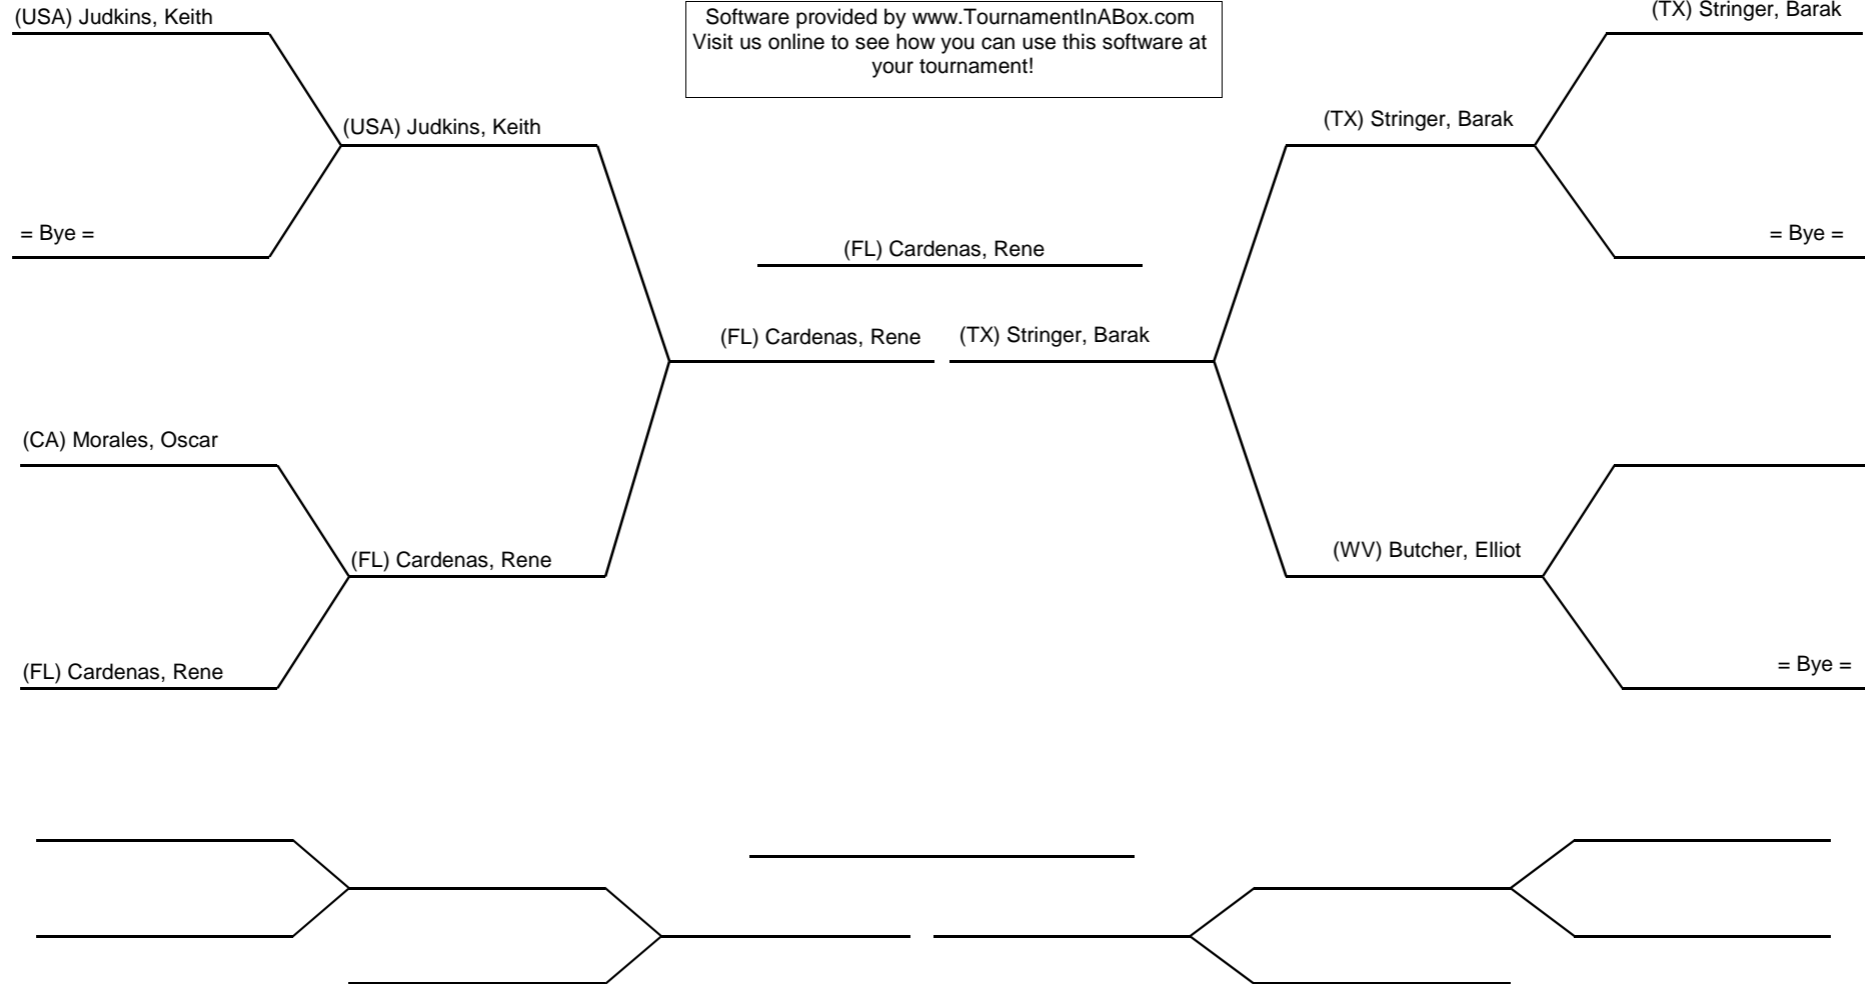 (USA) Judkins, Keith
Software provided by www.TournamentInABox.com
Visit us online to see how you can use this software at
your tournament!
(TX) Stringer, Barak
(USA) Judkins, Keith
(TX) Stringer, Barak
= Bye =
(FL) Cardenas, Rene
= Bye =
(FL) Cardenas, Rene
(TX) Stringer, Barak
(CA) Morales, Oscar
(FL) Cardenas, Rene
(WV) Butcher, Elliot
(FL) Cardenas, Rene
= Bye =